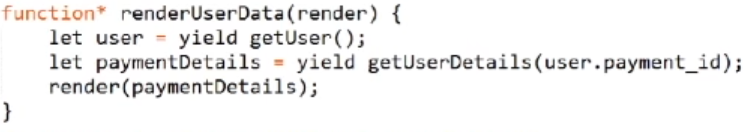 function* renderUserData(render) {
    let user = yield getUser();
    let paymentDetails = yield getUserDetails(user.payment_id);
    render(paymentDetails);
}